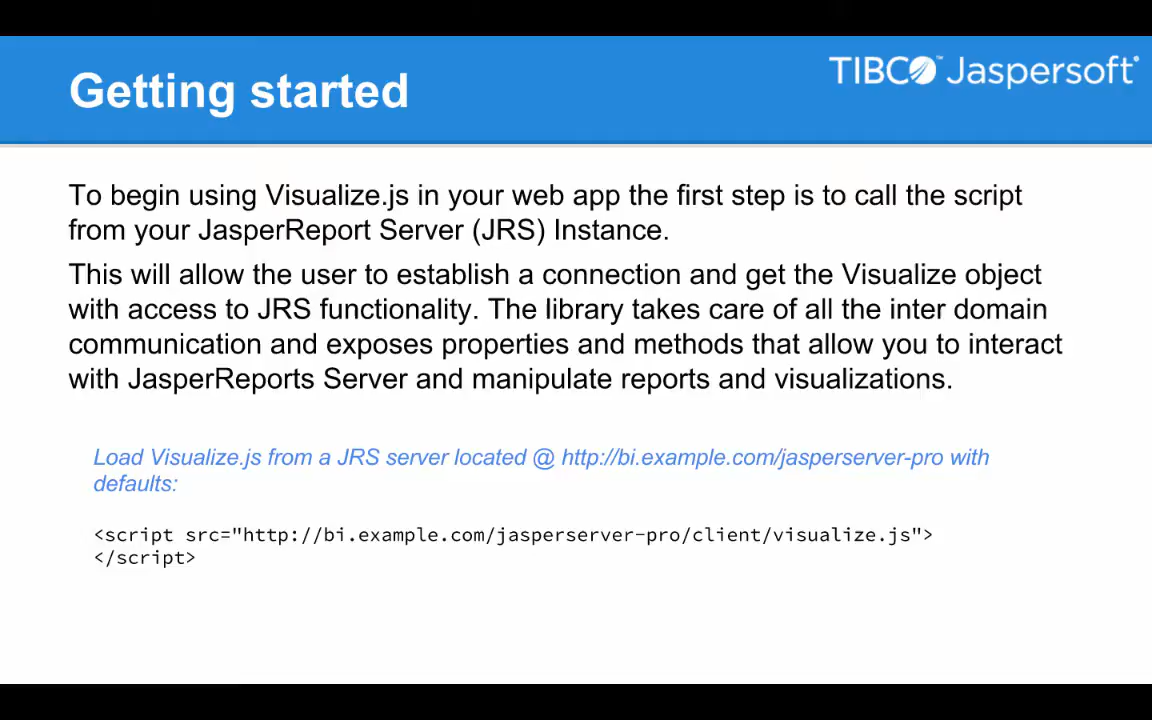 Getting started
TIBCO™ Jaspersoft®
To begin using Visualize.js in your web app the first step is to call the script
from your JasperReport Server (JRS) Instance.
This will allow the user to establish a connection and get the Visualize object
with access to JRS functionality. The library takes care of all the inter domain
communication and exposes properties and methods that allow you to interact
with JasperReports Server and manipulate reports and visualizations.
Load Visualize.js from a JRS server located @ http://bi.example.com/jasperserver-pro with
defaults:
<script src="http://bi.example.com/jasperserver-pro/client/visualize.js">
</script>